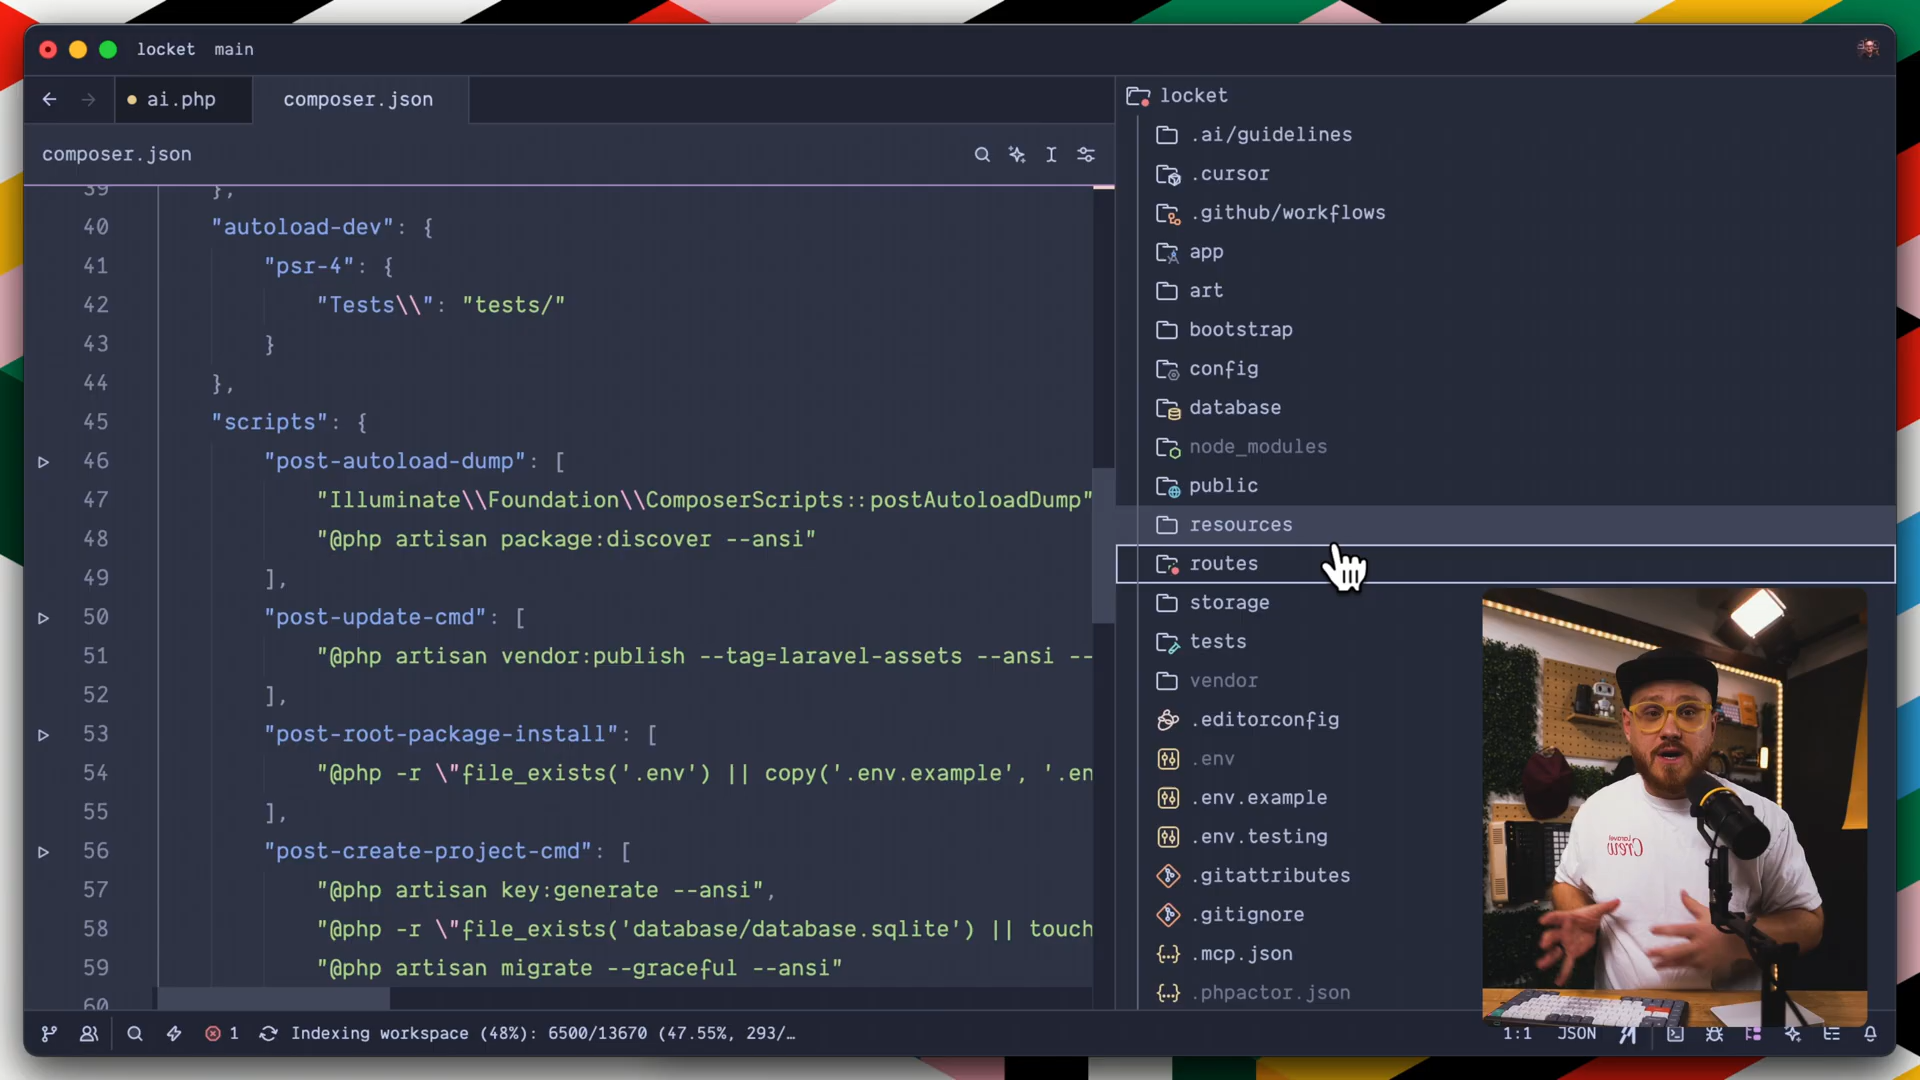 locket main
ai.php composer.json
composer.json
39 },
40 "autoload-dev": {
41 "psr-4": {
42 "Tests\\": "tests/"
43 }
44 },
45 "scripts": {
46 "post-autoload-dump": [
47 "Illuminate\\Foundation\\ComposerScripts::postAutoloadDump"
48 "@php artisan package:discover --ansi"
49 ],
50 "post-update-cmd": [
51 "@php artisan vendor:publish --tag=laravel-assets --ansi --
52 ],
53 "post-root-package-install": [
54 "@php -r \"file_exists('.env') || copy('.env.example', '.en
55 ],
56 "post-create-project-cmd": [
57 "@php artisan key:generate --ansi",
58 "@php -r \"file_exists('database/database.sqlite') || touch
59 "@php artisan migrate --graceful --ansi"
60
locket
.ai/guidelines
.cursor
.github/workflows
app
art
bootstrap
config
database
node_modules
public
resources
routes
storage
tests
vendor
.editorconfig
.env
.env.example
.env.testing
.gitattributes
.gitignore
.mcp.json
.phpactor.json
Laravel
Crew
1 Indexing workspace (48%): 6500/13670 (47.55%, 293/…
1:1 JSON